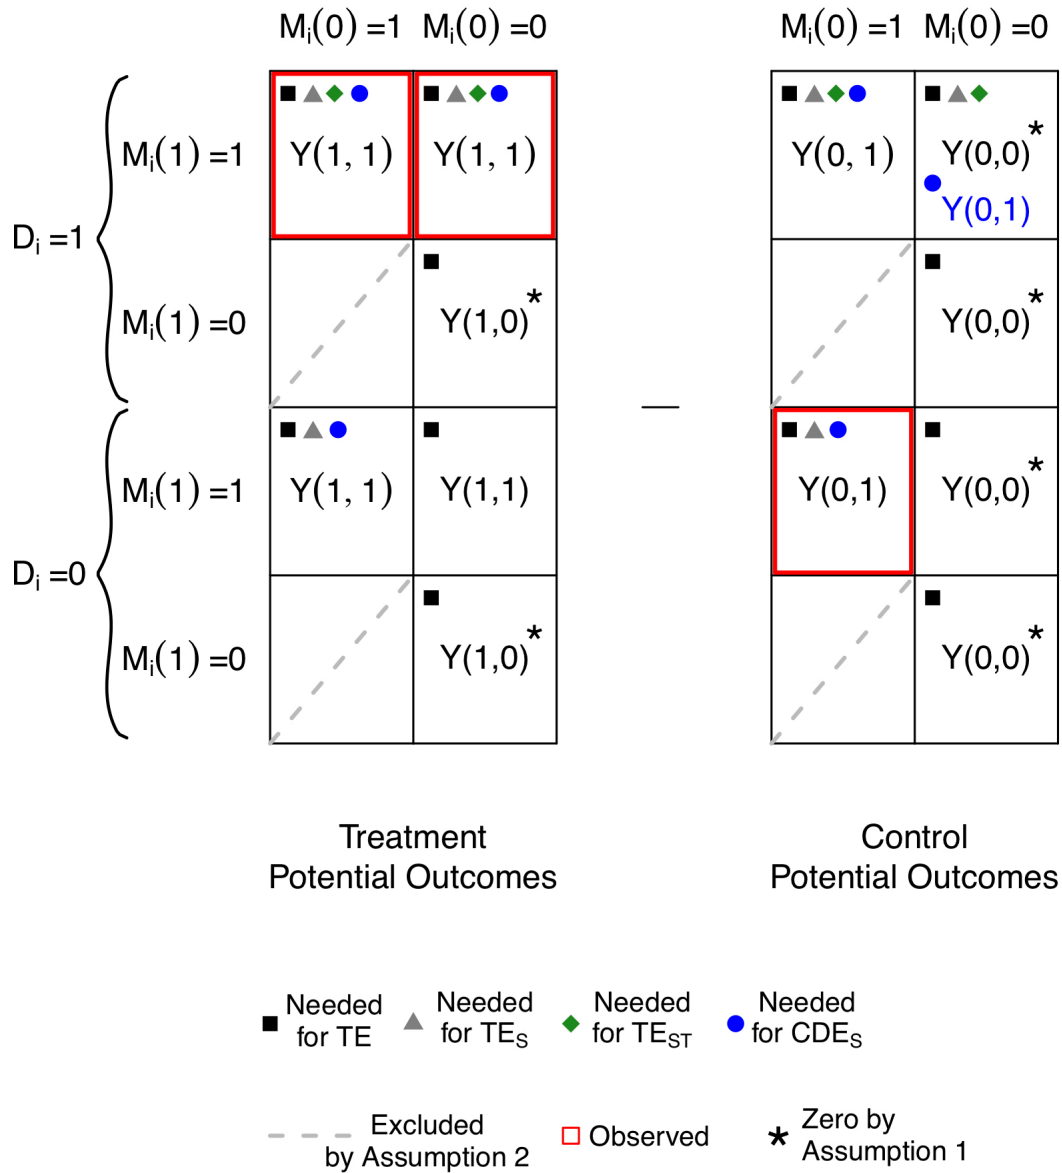 Mᵢ(0) =1 Mᵢ(0) =0 Mᵢ(0) =1 Mᵢ(0) =0
Mᵢ(1) =1 Y(1, 1) Y(1, 1) Y(0, 1) Y(0,0)*
Y(0,1)
Dᵢ =1
Mᵢ(1) =0 Y(1,0)* Y(0,0)*
—
Mᵢ(1) =1 Y(1, 1) Y(1,1) Y(0,1) Y(0,0)*
Dᵢ =0
Mᵢ(1) =0 Y(1,0)* Y(0,0)*
Treatment
Potential Outcomes
Control
Potential Outcomes
Needed
for TE
Needed
for TE_S
Needed
for TE_ST
Needed
for CDE_S
Excluded
by Assumption 2
Observed
* Zero by
Assumption 1